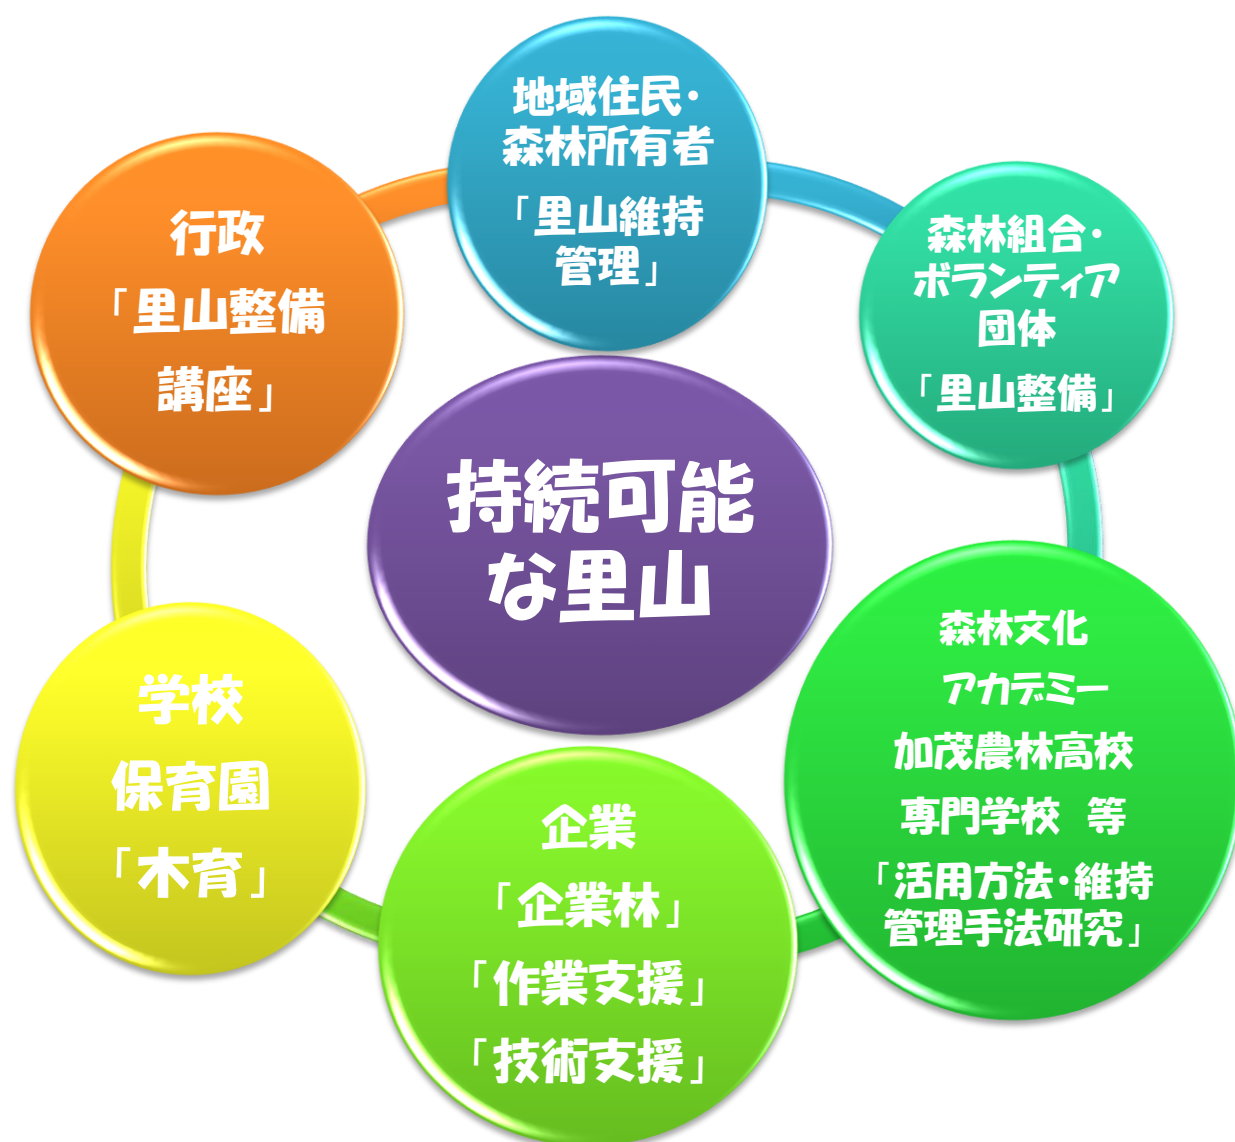 地域住民・
森林所有者
「里山維持
管理」
森林組合・
ボランティア
団体
「里山整備」
森林文化
アカデミー
加茂農林高校
専門学校 等
「活用方法・維持
管理手法研究」
企業
「企業林」
「作業支援」
「技術支援」
学校
保育園
「木育」
行政
「里山整備
講座」
持続可能
な里山